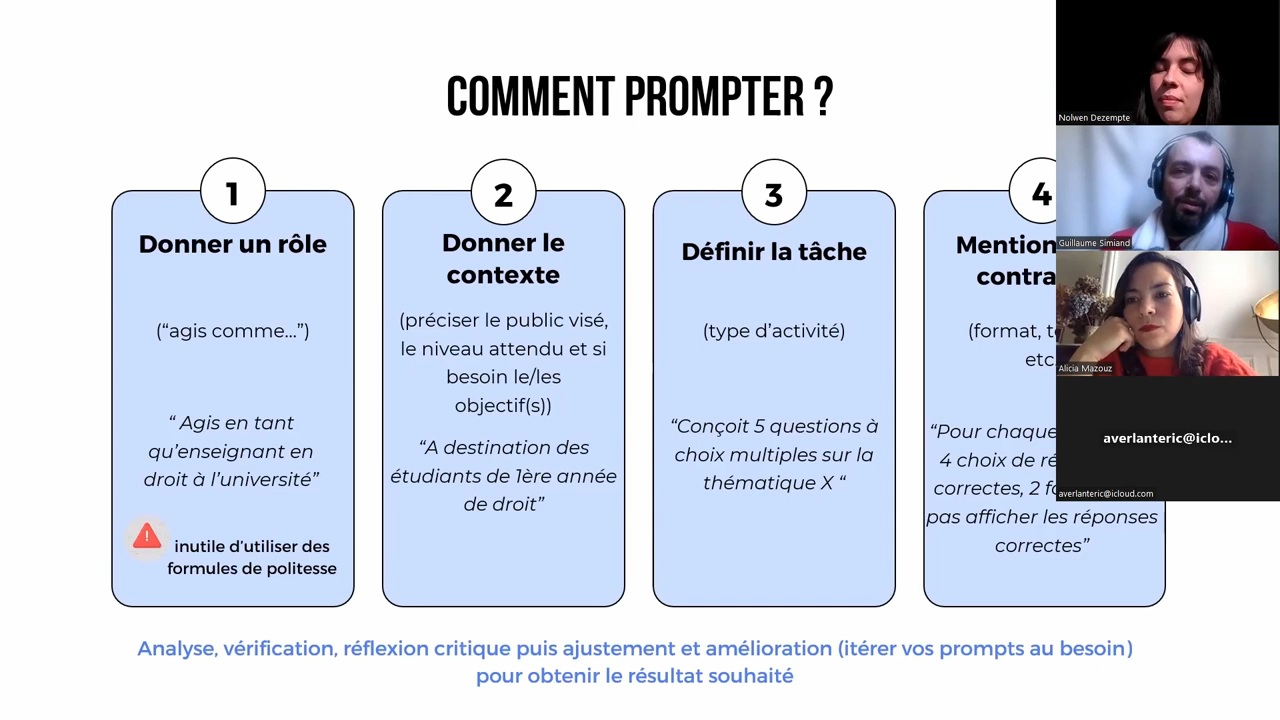 COMMENT PROMPTER ?
1
Donner un rôle
(“agis comme...”)
“ Agis en tant
qu’enseignant en
droit à l’université”
inutile d’utiliser des
formules de politesse
2
Donner le
contexte
(préciser le public visé,
le niveau attendu et si
besoin le/les
objectif(s))
“A destination des
étudiants de 1ère année
de droit”
3
Définir la tâche
(type d’activité)
“Conçoit 5 questions à
choix multiples sur la
thématique X “
4
Mention
contra
(format, t
etc
“Pour chaque
4 choix de ré
correctes, 2 fa
pas afficher les réponses
correctes”
Analyse, vérification, réflexion critique puis ajustement et amélioration (itérer vos prompts au besoin)
pour obtenir le résultat souhaité
Nolwen Dezempte
Guillaume Simiand
Alicia Mazouz
averlanteric@iclo...
averlanteric@icloud.com